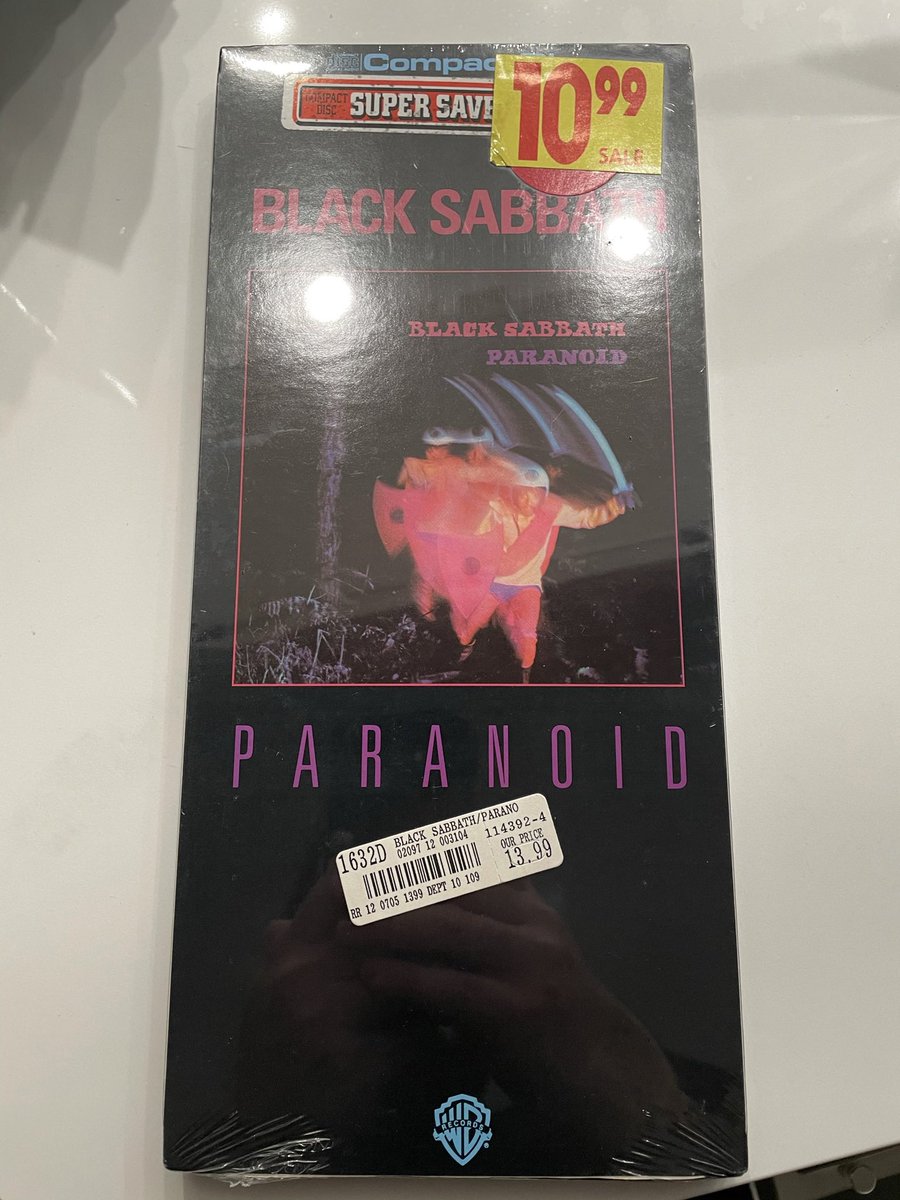 Compac
COMPACT
DISC
SUPER SAVE
10 99
SALE
BLACK SABBATH
BLACK SABBATH
PARANOID
PARANOID
1632D BLACK SABBATH/PARANO
02097 12 003104
114392-4
OUR PRICE
13.99
RR 12 0705 1399 DEPT 10 109
WB
RECORDS
®